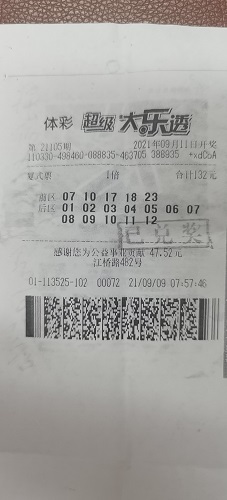 体彩 超级大乐透
第 21105期 2021年09月11日开奖
110330-498460-088835-463705 388935 +xdCoA
复式票 1倍 合计132元
前区 07 10 17 18 23
后区 01 02 03 04 05 06 07
08 09 10 11 12
已兑奖
感谢您为公益事业贡献 47.52元
江桥路482号
01-113525-102 00072 21/09/09 07:57:46